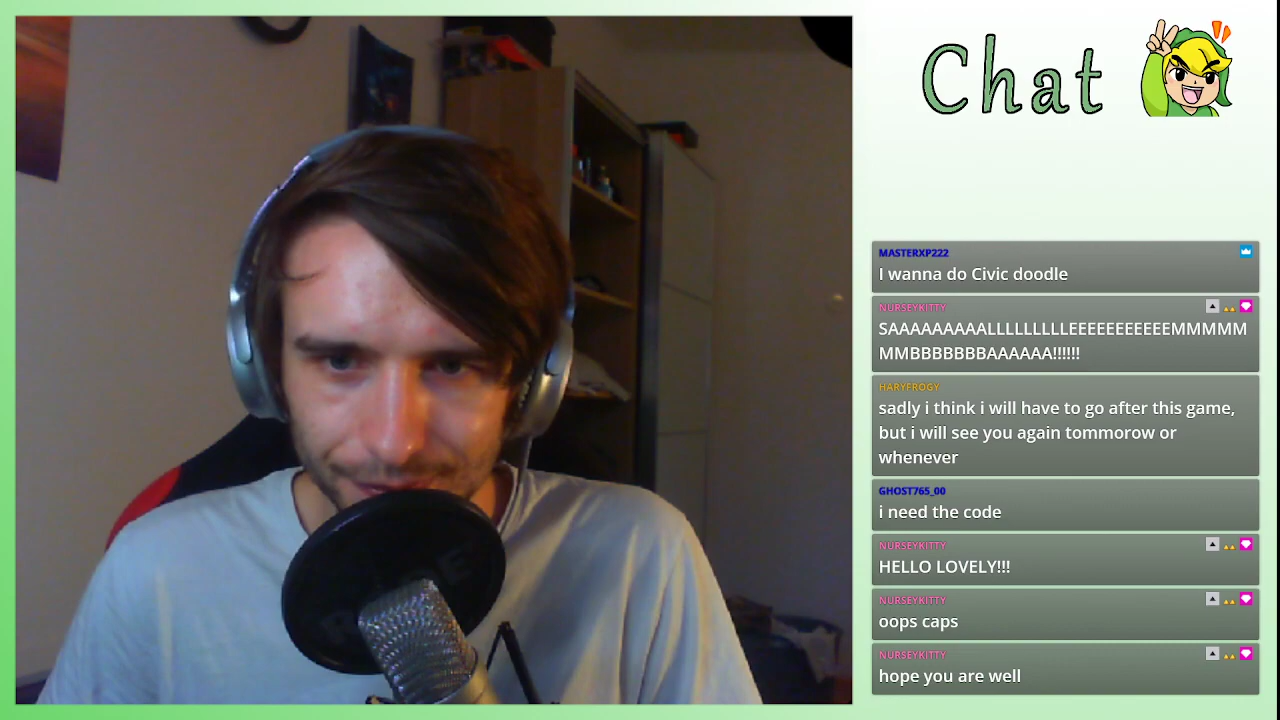 Chat
MASTERXP222
I wanna do Civic doodle
NURSEYKITTY
SAAAAAAAAALLLLLLLLLEEEEEEEEEEEMMMMM
MMBBBBBBBAAAAAA!!!!!!
HARYFROGY
sadly i think i will have to go after this game,
but i will see you again tommorow or
whenever
GHOST765_00
i need the code
NURSEYKITTY
HELLO LOVELY!!!
NURSEYKITTY
oops caps
NURSEYKITTY
hope you are well